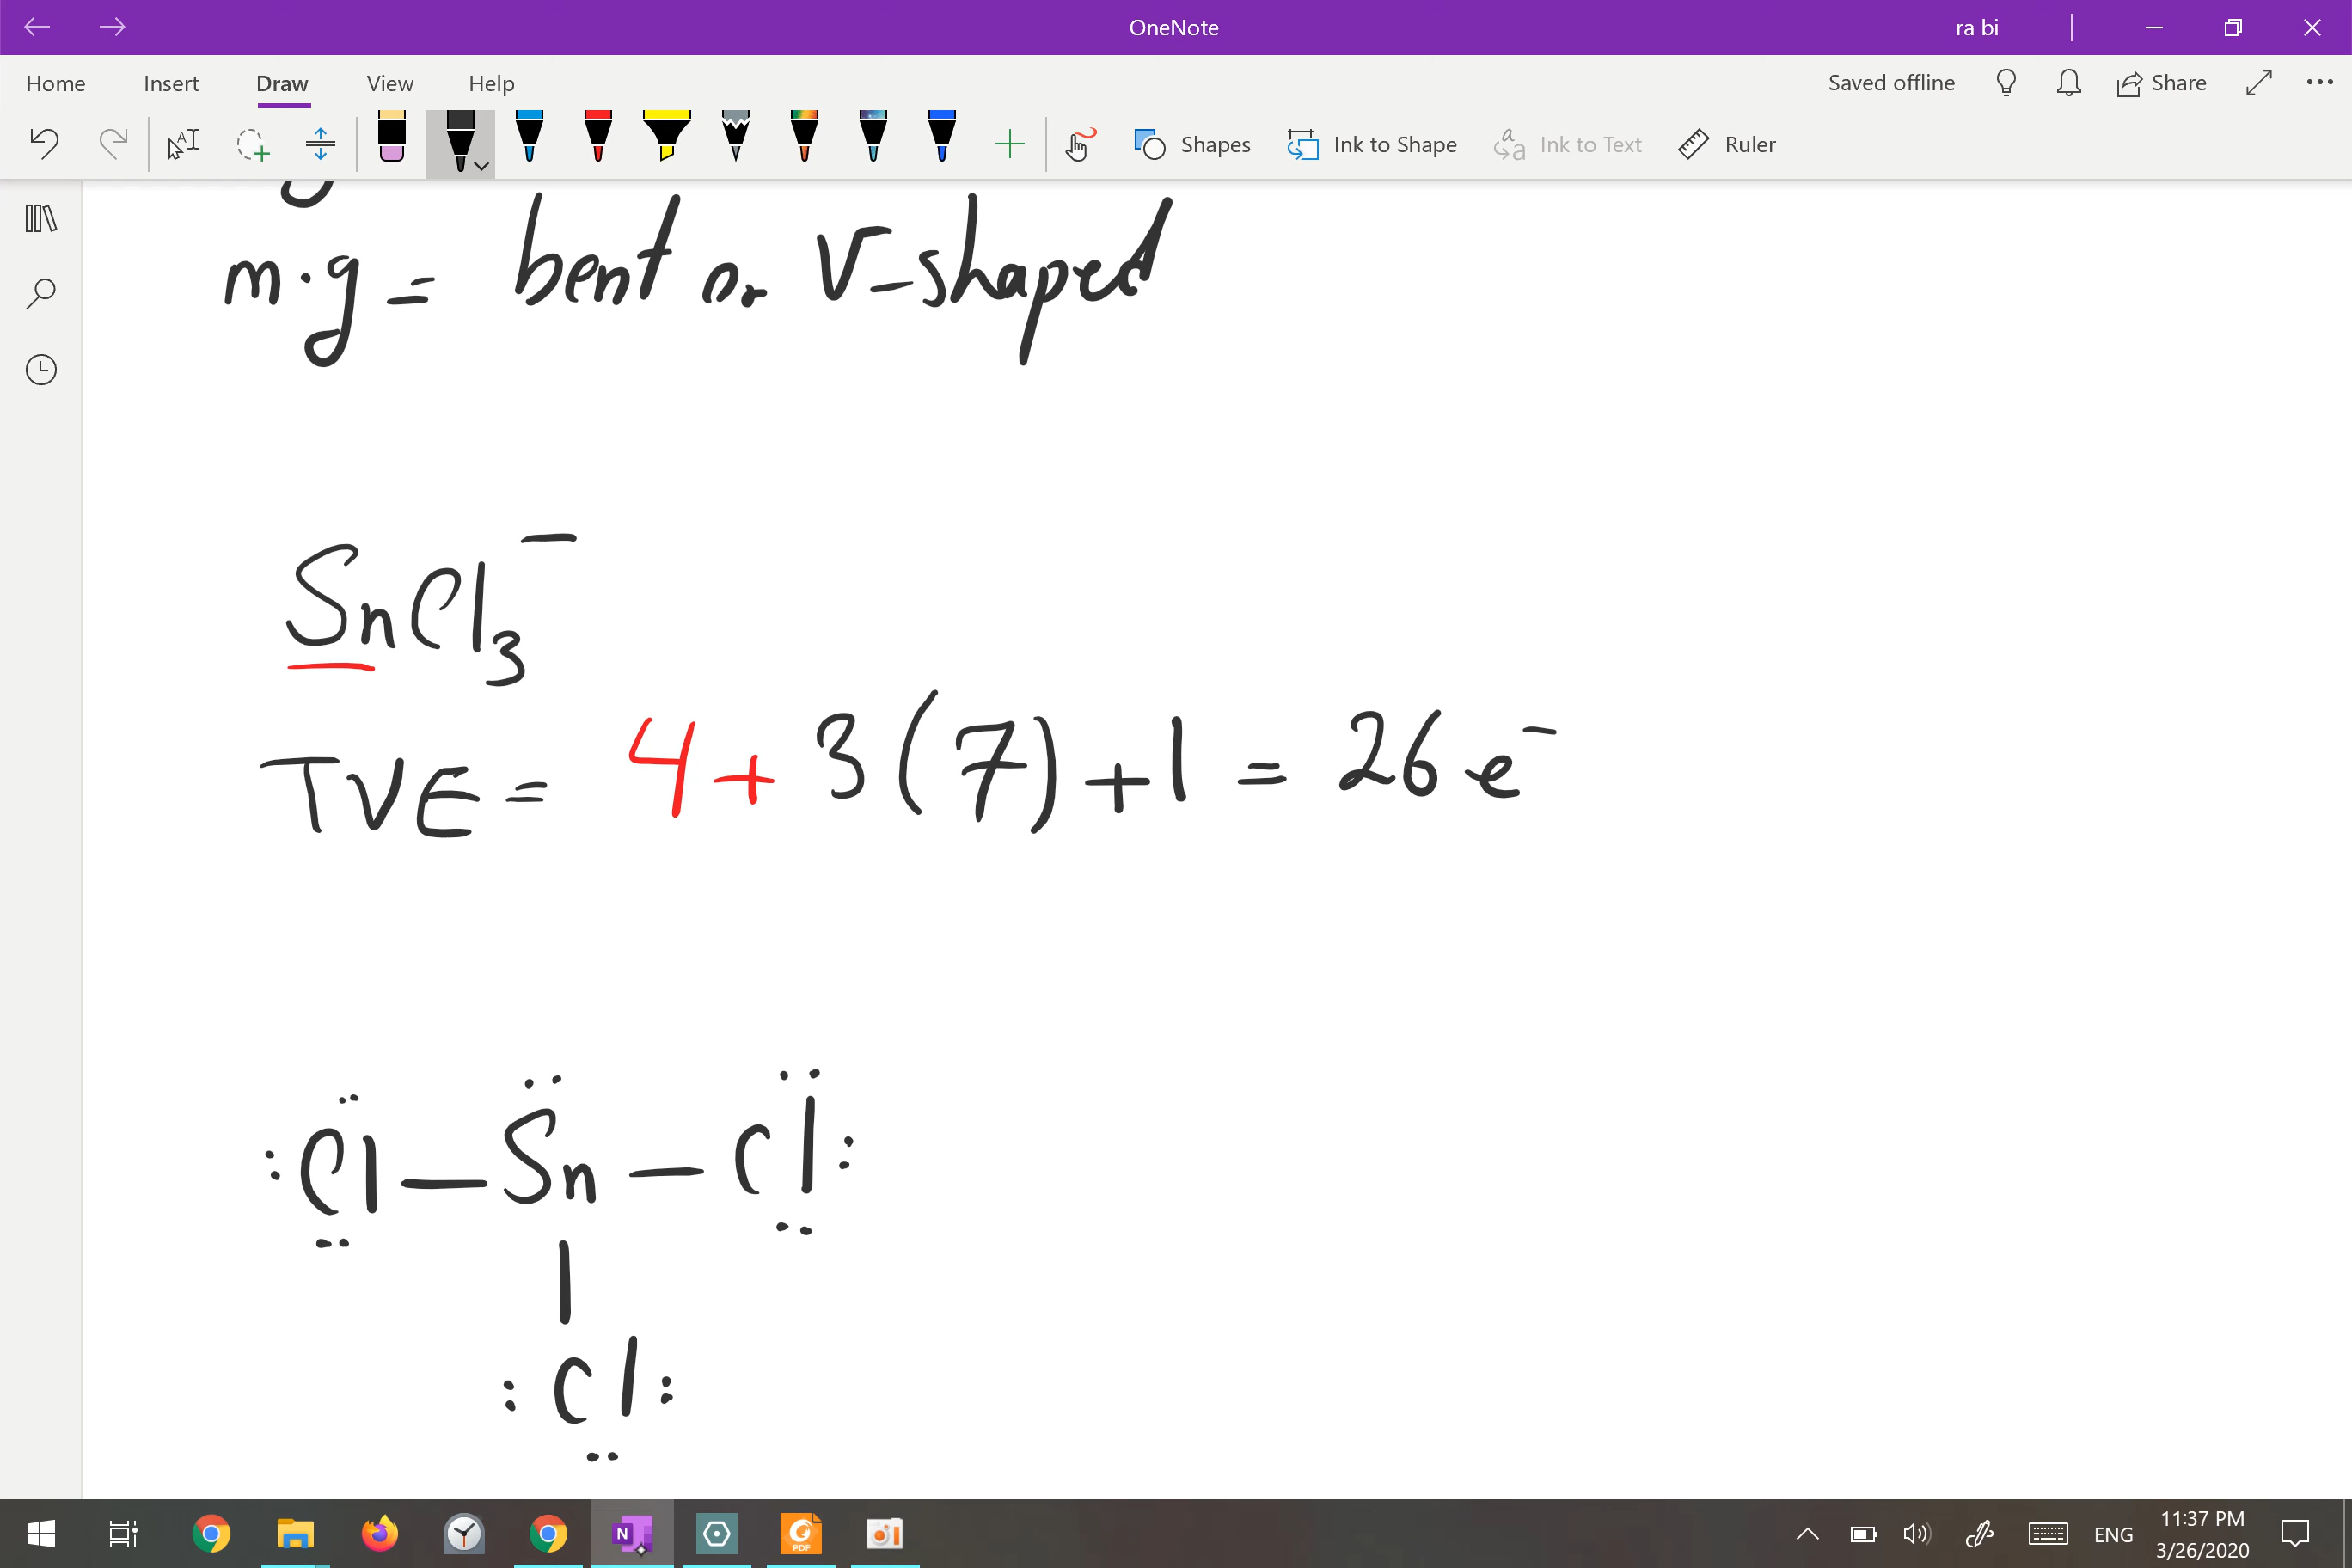 OneNote
ra bi
Home Insert Draw View Help
Saved offline
Share
Shapes
Ink to Shape
Ink to Text
Ruler
m.g = bent or V-shaped
SnCl₃⁻
TVE = 4 + 3(7) + 1 = 26 e⁻
:Cl — Sn — Cl:
|
:Cl:
N
PDF
ENG
11:37 PM
3/26/2020